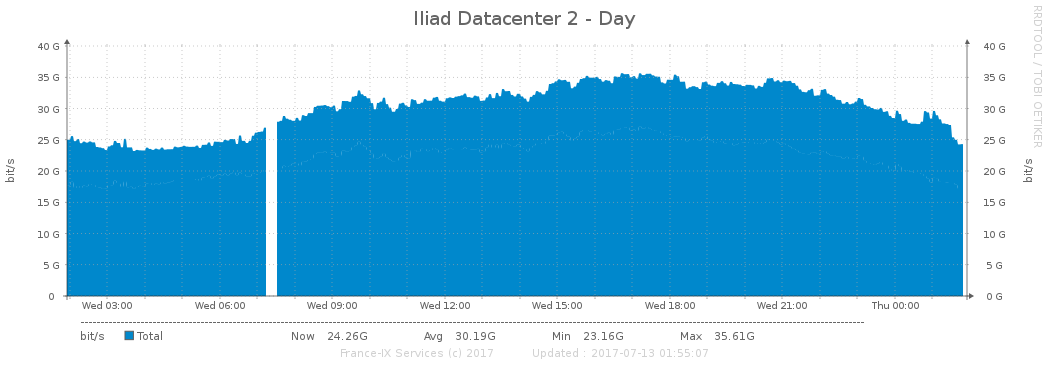 Iliad Datacenter 2 - Day
RRDTOOL / TOBI OETIKER
40 G 40 G
35 G 35 G
30 G 30 G
25 G 25 G
20 G 20 G
15 G 15 G
10 G 10 G
5 G 5 G
0 0 G
bit/s
bit/s
Wed 03:00 Wed 06:00 Wed 09:00 Wed 12:00 Wed 15:00 Wed 18:00 Wed 21:00 Thu 00:00
bit/s Total Now 24.26G Avg 30.19G Min 23.16G Max 35.61G
France-IX Services (c) 2017 Updated : 2017-07-13 01:55:07